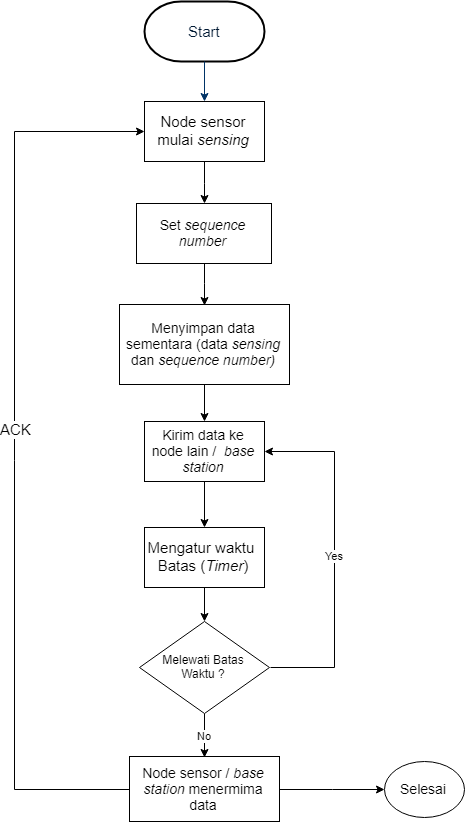 Start
Node sensor
mulai sensing
Set sequence
number
Menyimpan data
sementara (data sensing
dan sequence number)
ACK
Kirim data ke
node lain / base
station
Mengatur waktu
Batas (Timer)
Yes
Melewati Batas
Waktu ?
No
Node sensor / base
station menermima
data
Selesai